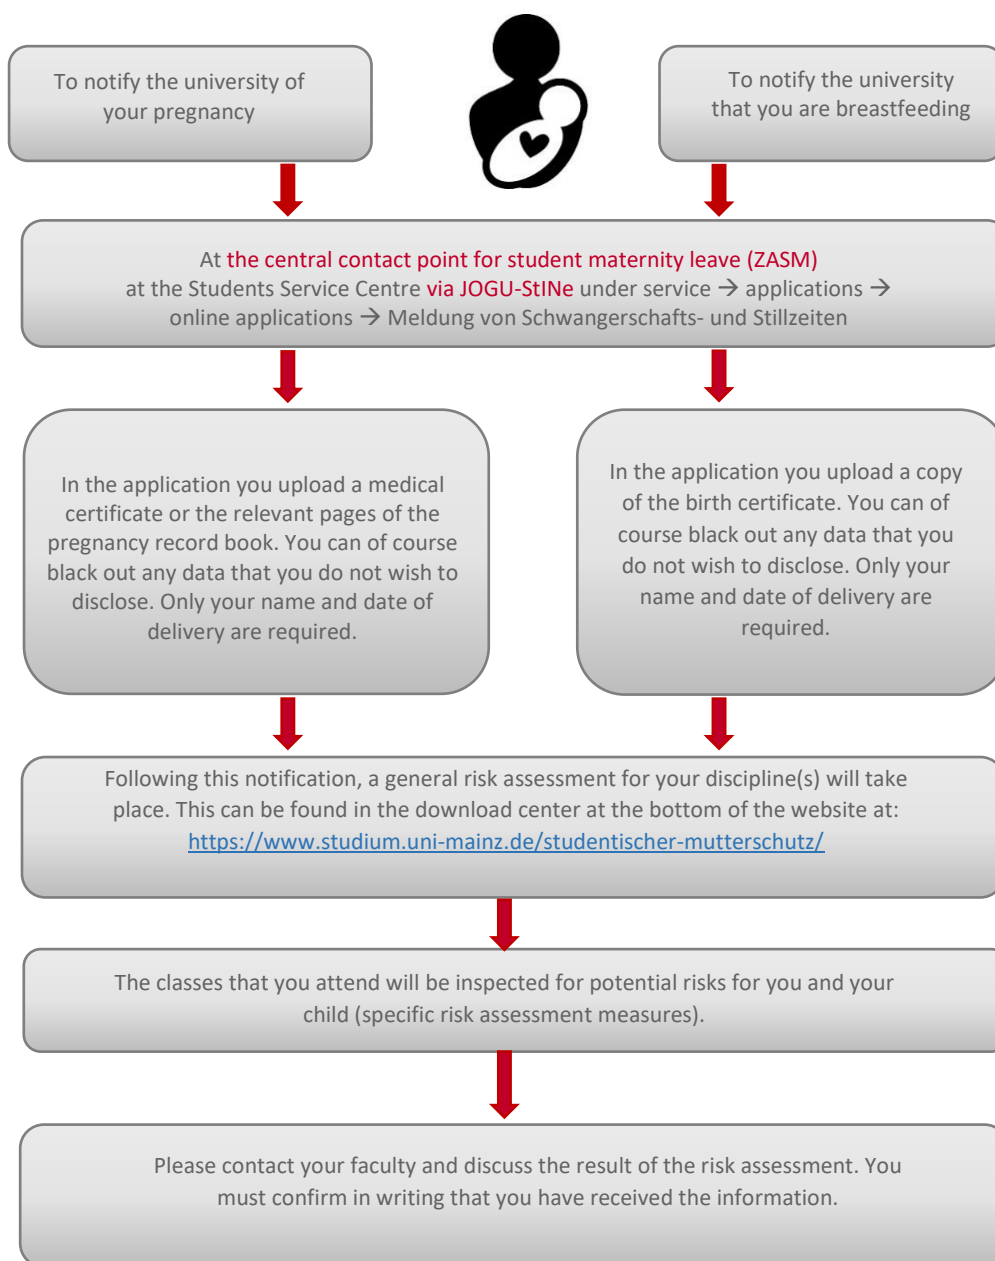 To notify the university of
your pregnancy
To notify the university
that you are breastfeeding
At the central contact point for student maternity leave (ZASM)
at the Students Service Centre via JOGU-StINe under service → applications →
online applications → Meldung von Schwangerschafts- und Stillzeiten
In the application you upload a medical
certificate or the relevant pages of the
pregnancy record book. You can of course
black out any data that you do not wish to
disclose. Only your name and date of
delivery are required.
In the application you upload a copy
of the birth certificate. You can of
course black out any data that you
do not wish to disclose. Only your
name and date of delivery are
required.
Following this notification, a general risk assessment for your discipline(s) will take
place. This can be found in the download center at the bottom of the website at:
https://www.studium.uni-mainz.de/studentischer-mutterschutz/
The classes that you attend will be inspected for potential risks for you and your
child (specific risk assessment measures).
Please contact your faculty and discuss the result of the risk assessment. You
must confirm in writing that you have received the information.